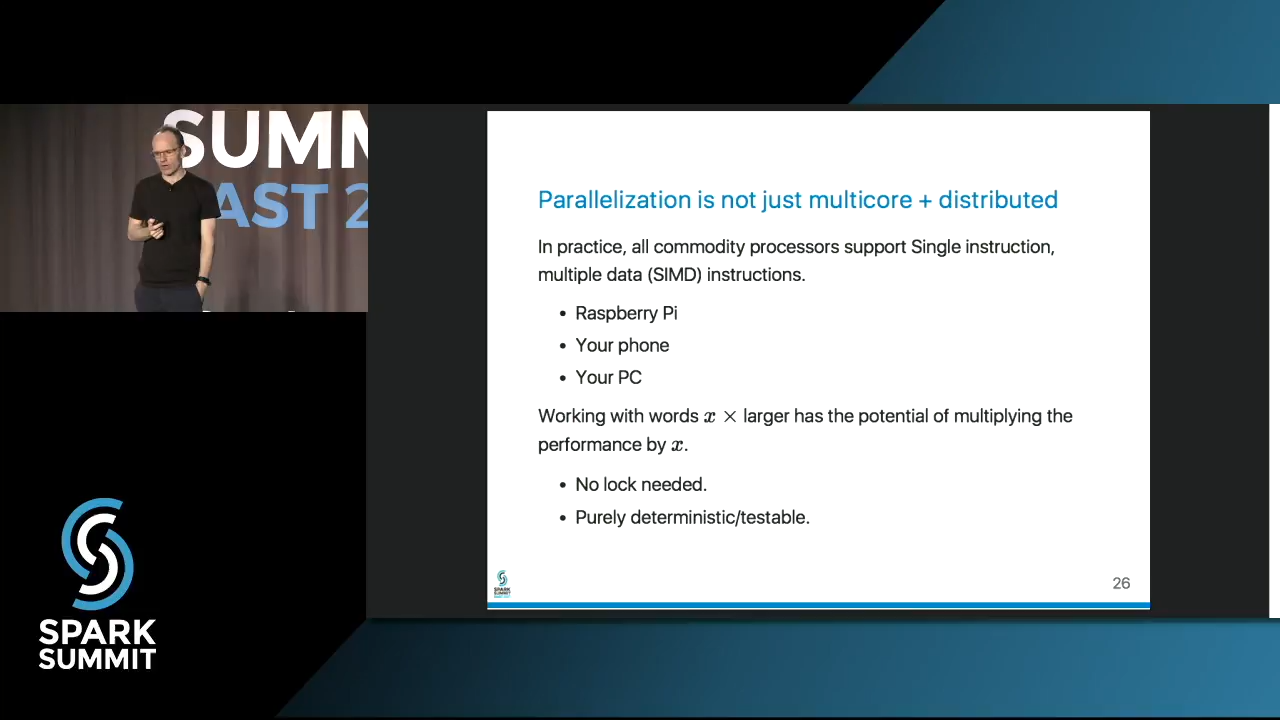 SUMM
AST 2
Parallelization is not just multicore + distributed
In practice, all commodity processors support Single instruction,
multiple data (SIMD) instructions.
• Raspberry Pi
• Your phone
• Your PC
Working with words x × larger has the potential of multiplying the
performance by x.
• No lock needed.
• Purely deterministic/testable.
SPARK
SUMMIT
26
SPARK
SUMMIT